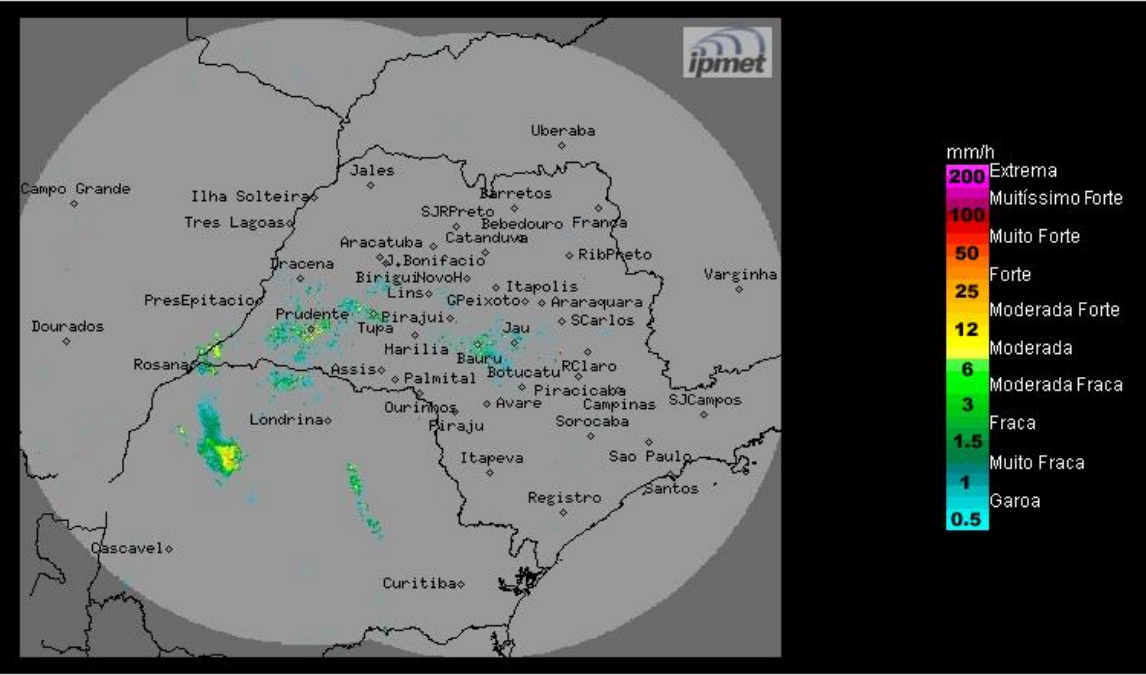 ipmet
Uberaba
Jales
Campo Grande
Ilha Solteira
Barretos
SJRPreto
Tres Lagoas
Bebedouro
Franca
Aracatuba
Catanduva
J.Bonifacio
RibPreto
Dracena
Birigui
NovoH
Varginha
Lins
Itapolis
PresEpitacio
GPeixoto
Araraquara
Prudente
Pirajui
SCarlos
Dourados
Tupa
Jau
Marilia
Bauru
Rosana
Assis
Botucatu
RClaro
Palmital
Piracicaba
Ourinhos
Avare
Campinas
SJCampos
Londrina
Piraju
Sorocaba
Itapeva
Sao Paulo
Registro
Santos
Cascavel
Curitiba
mm/h
200 Extrema
Muitíssimo Forte
100
Muito Forte
50
Forte
25
Moderada Forte
12
Moderada
6
Moderada Fraca
3
Fraca
1.5
Muito Fraca
1
Garoa
0.5